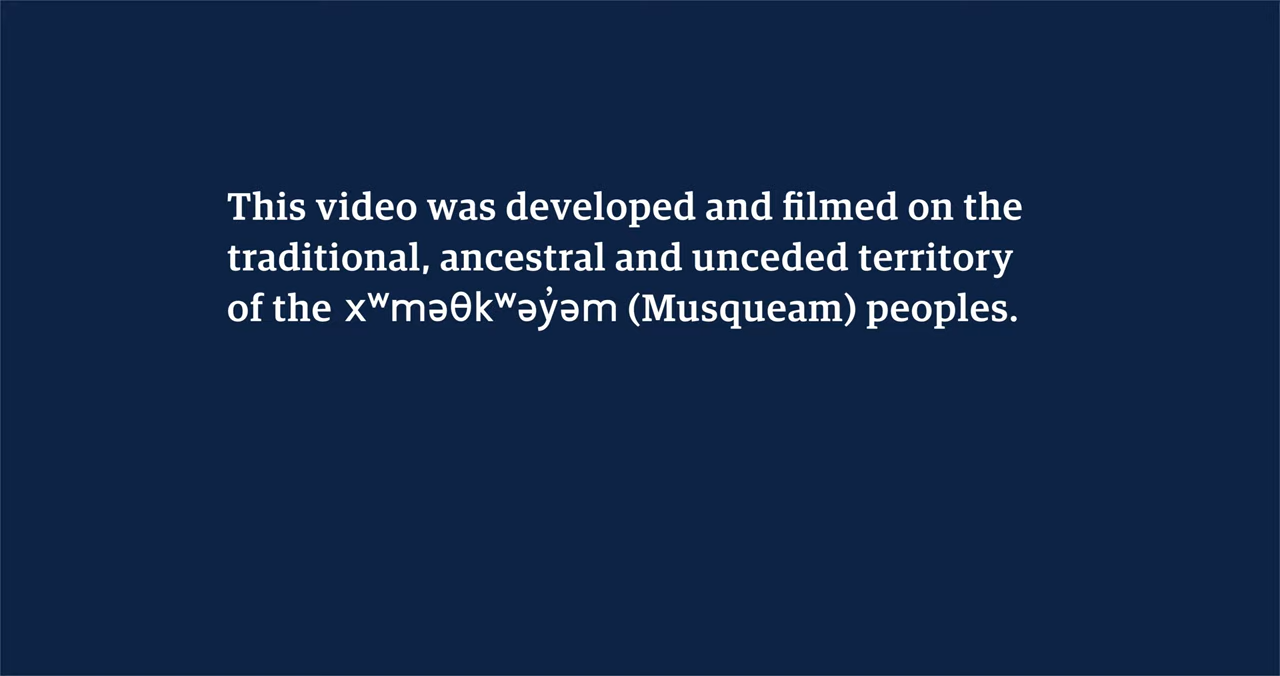 This video was developed and filmed on the
traditional, ancestral and unceded territory
of the xʷməθkʷəy̓əm (Musqueam) peoples.